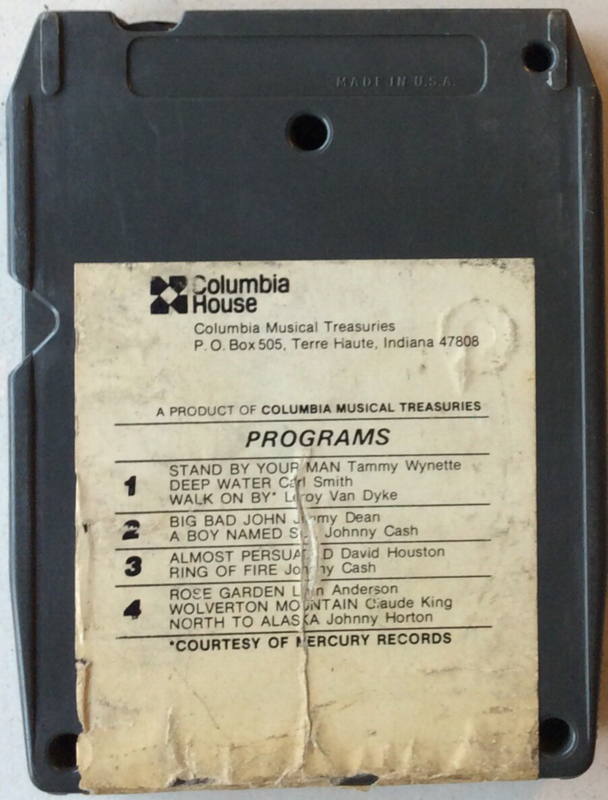 MADE IN U.S.A.
Columbia
House
Columbia Musical Treasuries
P.O. Box 505, Terre Haute, Indiana 47808
A PRODUCT OF COLUMBIA MUSICAL TREASURIES
PROGRAMS
1
STAND BY YOUR MAN Tammy Wynette
DEEP WATER Carl Smith
WALK ON BY* Leroy Van Dyke
2
BIG BAD JOHN Jimmy Dean
A BOY NAMED Johnny Cash
3
ALMOST David Houston
RING OF FIRE Johnny Cash
4
ROSE GARDEN Lynn Anderson
WOLVERTON MOUNTAIN Claude King
NORTH TO ALASKA Johnny Horton
*COURTESY OF MERCURY RECORDS